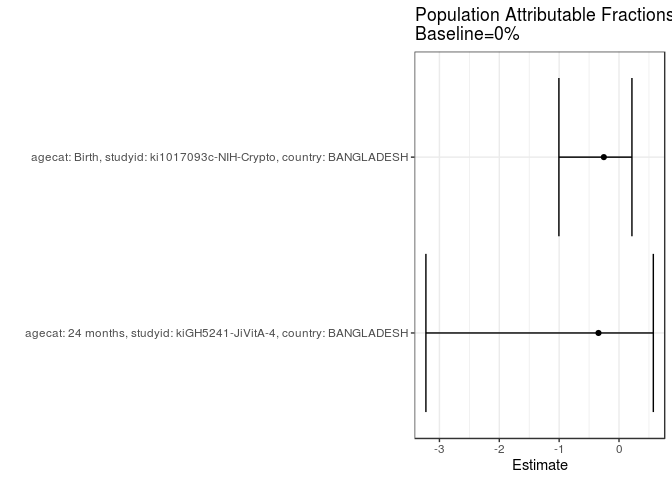 Population Attributable Fractions
Baseline=0%
agecat: Birth, studyid: ki1017093c-NIH-Crypto, country: BANGLADESH
agecat: 24 months, studyid: kiGH5241-JiVitA-4, country: BANGLADESH
-3 -2 -1 0
Estimate